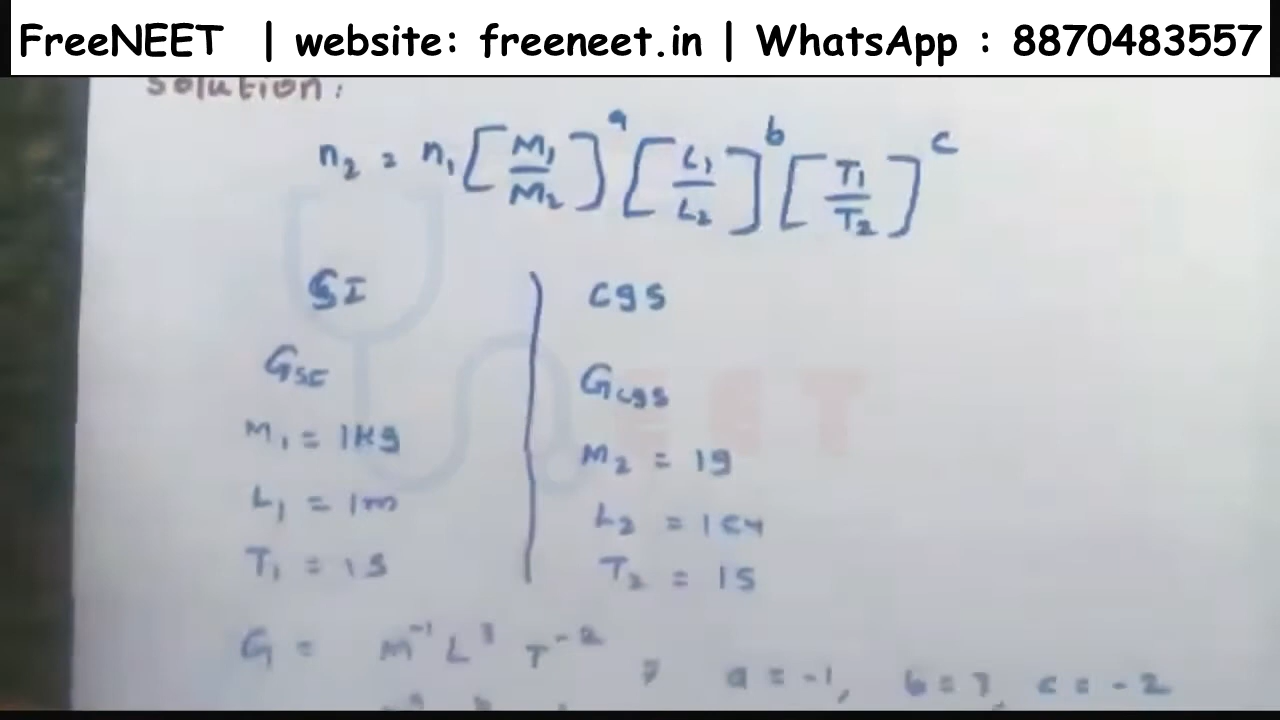 FreeNEET | website: freeneet.in | WhatsApp : 8870483557
Solution:
n₂ = n₁ [M₁/M₂]ᵃ [L₁/L₂]ᵇ [T₁/T₂]ᶜ
SI
cgs
G_SI
G_cgs
M₁ = 1kg
M₂ = 1g
L₁ = 1m
L₂ = 1cm
T₁ = 1s
T₂ = 1s
G = M⁻¹ L³ T⁻² ; a = -1, b = 3, c = -2